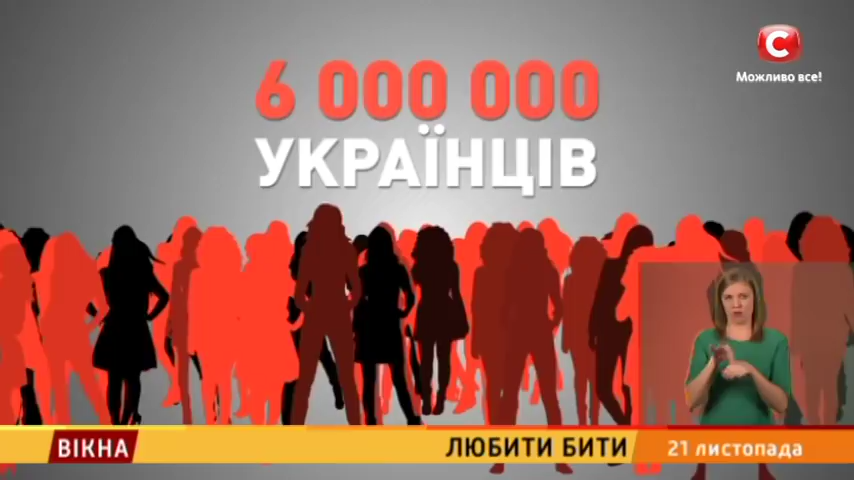 С
Можливо все!
6 000 000
УКРАЇНЦІВ
ВІКНА
ЛЮБИТИ БИТИ
21 листопада